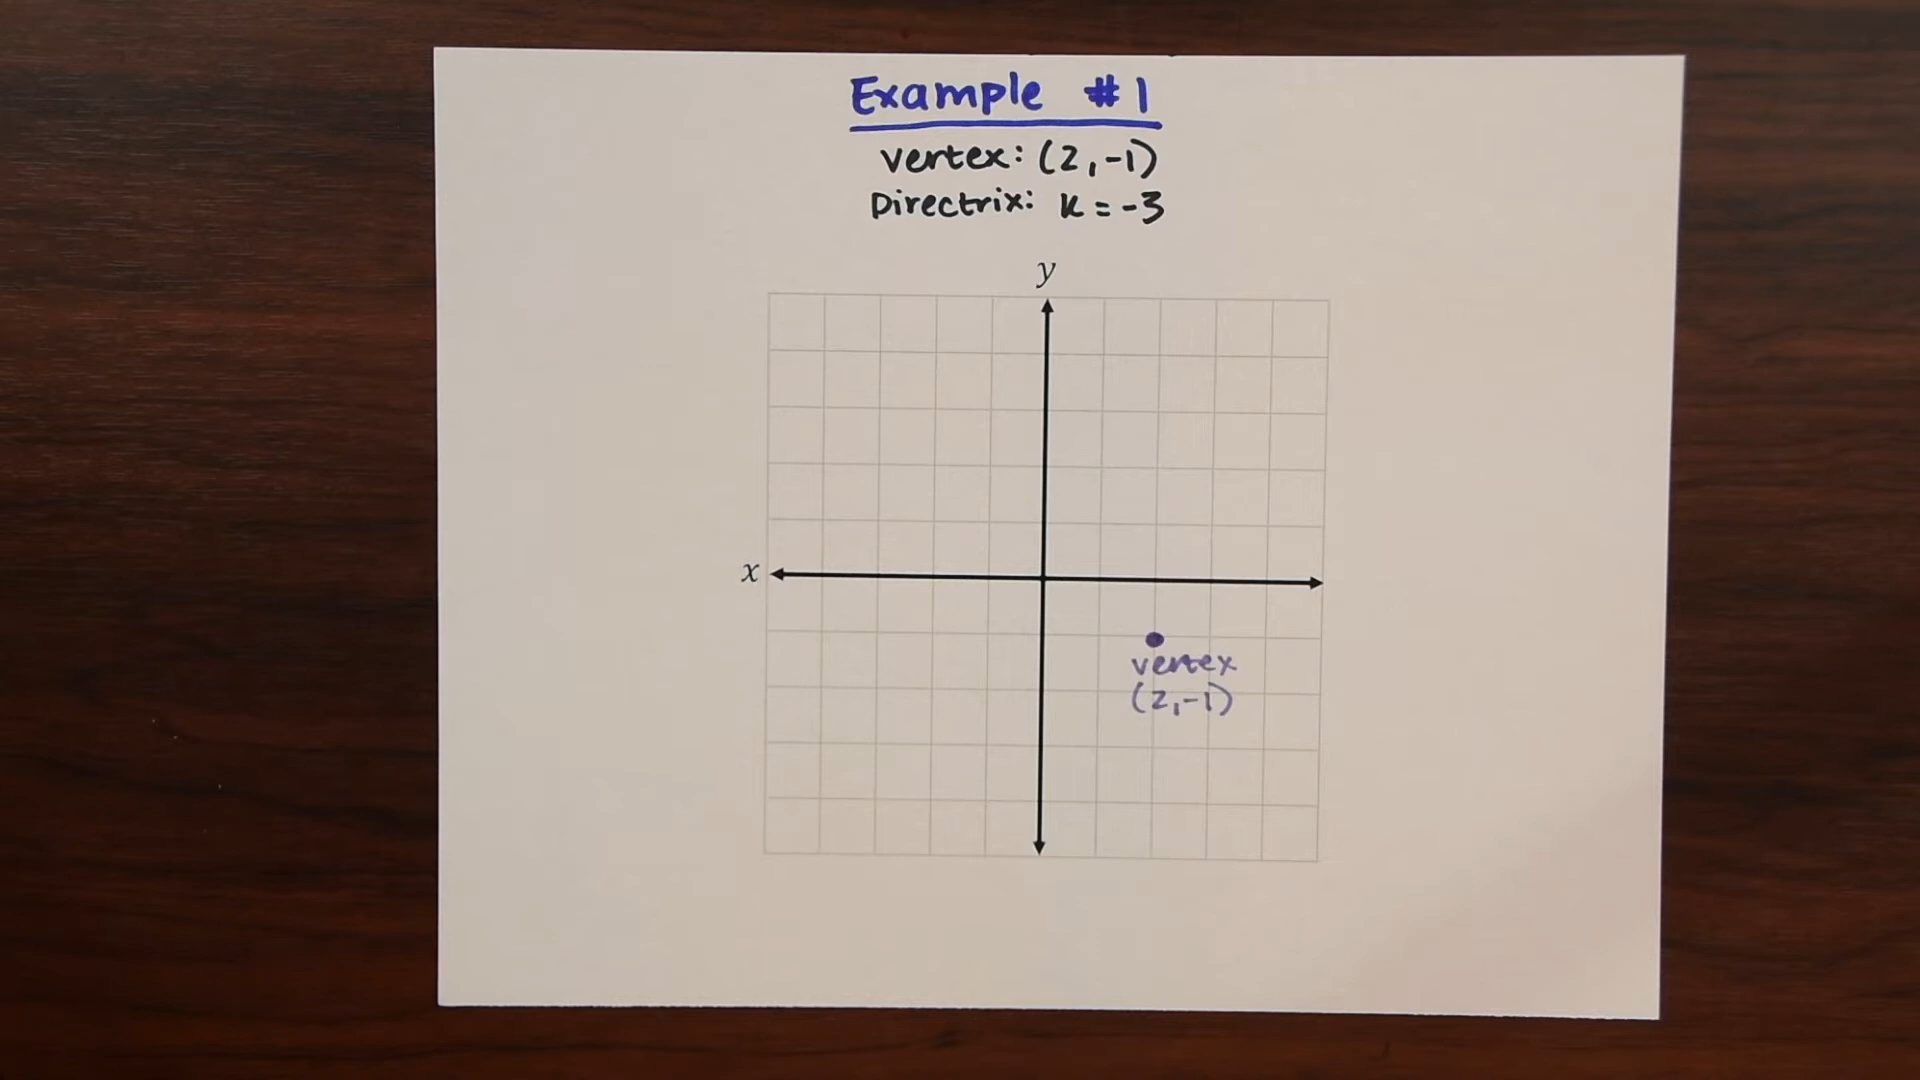 Example #1
vertex: (2,-1)
Directrix: k = -3
y
x
vertex
(2,-1)